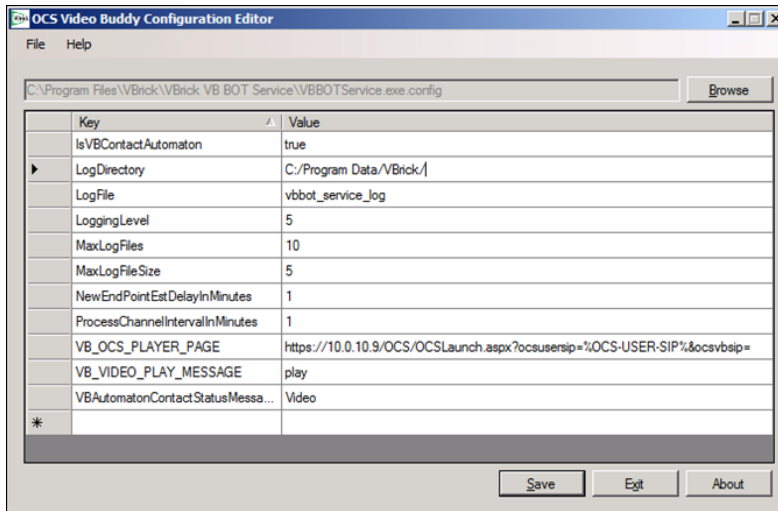 OCS Video Buddy Configuration Editor
File Help
C:\Program Files\VBrick\VBrick VB BOT Service\VBBOTService.exe.config Browse
Key Value
IsVBContactAutomaton true
LogDirectory C:/Program Data/VBrick/
LogFile vbbot_service_log
LoggingLevel 5
MaxLogFiles 10
MaxLogFileSize 5
NewEndPointEstDelayInMinutes 1
ProcessChannelIntervalInMinutes 1
VB_OCS_PLAYER_PAGE https://10.0.10.9/OCS/OCSLaunch.aspx?ocsusersip=%OCS-USER-SIP%&ocsvbsip=
VB_VIDEO_PLAY_MESSAGE play
VBAutomatonContactStatusMessa... Video
Save Exit About